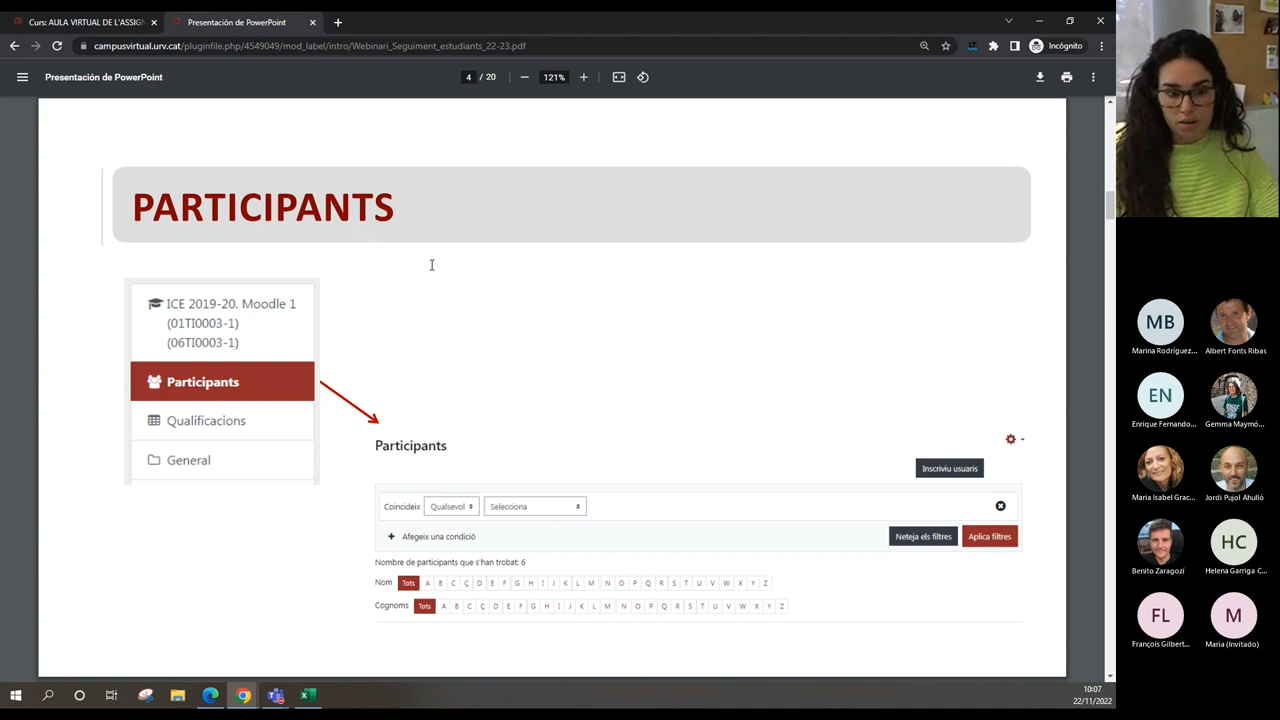 Curs: AULA VIRTUAL DE L'ASSIGN
Presentación de PowerPoint
campusvirtual.urv.cat/pluginfile.php/4549049/mod_label/intro/Webinari_Seguiment_estudiants_22-23.pdf
Incógnito
Presentación de PowerPoint
4 / 20
121%
PARTICIPANTS
ICE 2019-20. Moodle 1
(01TI0003-1)
(06TI0003-1)
Participants
Qualificacions
General
Participants
Inscriviu usuaris
Coincideix Qualsevol Selecciona
Afegeix una condició
Neteja els filtres Aplica filtres
Nombre de participants que s'han trobat: 6
Nom Tots A B C Ç D E F G H I J K L M N O P Q R S T U V W X Y Z
Cognoms Tots A B C Ç D E F G H I J K L M N O P Q R S T U V W X Y Z
MB
Marina Rodríguez...
Albert Fonts Ribas
EN
Enrique Fernando...
Gemma Maymó...
Maria Isabel Grac...
Jordi Pujol Ahulló
Benito Zaragozí
HC
Helena Garriga C...
FL
François Gilbert...
M
Maria (Invitado)
10:07
22/11/2022